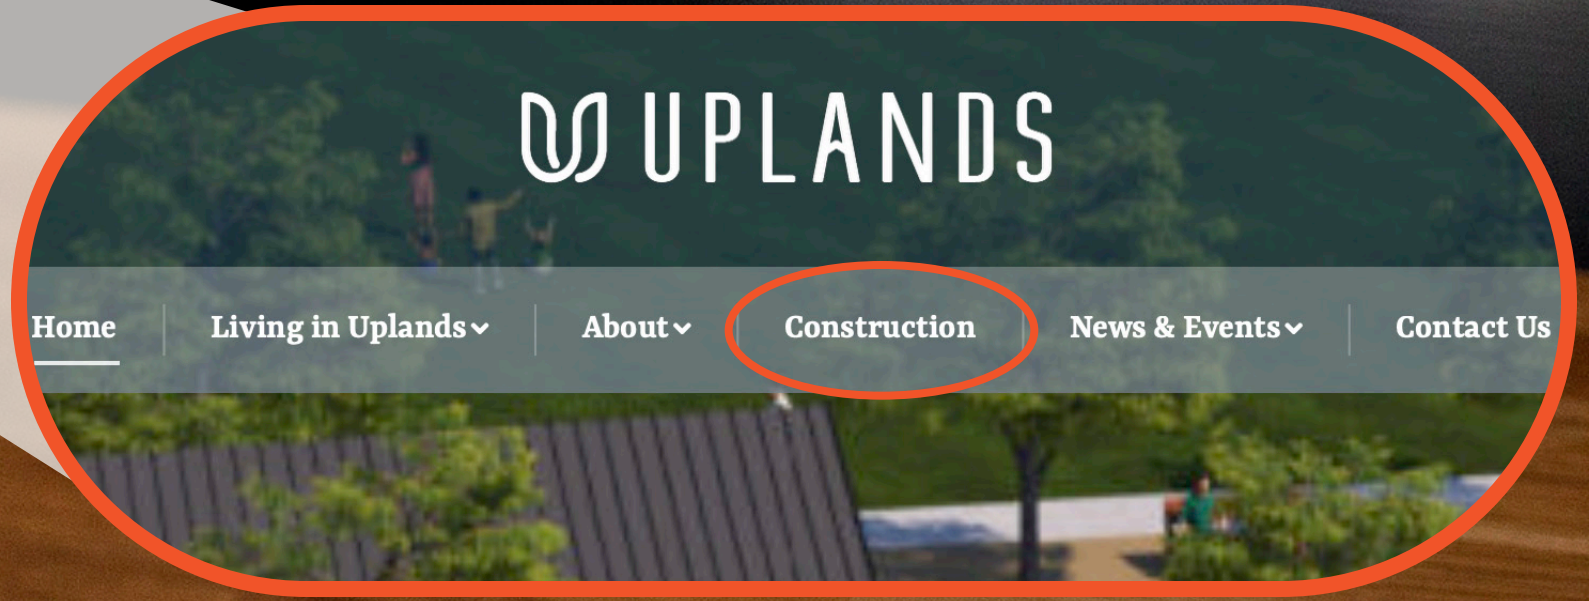 UPLANDS
Home Living in Uplands About Construction News & Events Contact Us